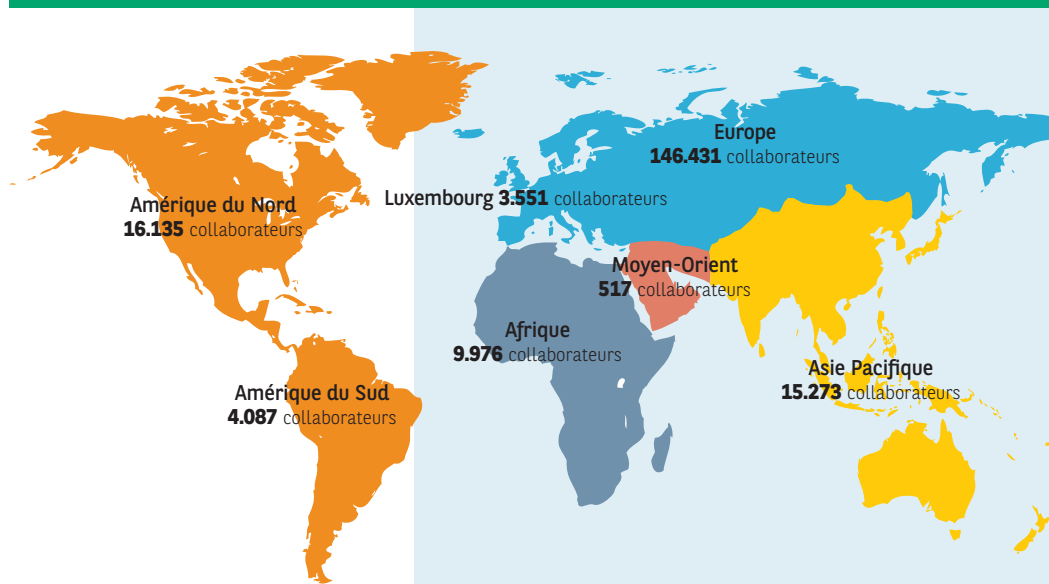 Europe
146.431 collaborateurs
Luxembourg 3.551 collaborateurs
Amérique du Nord
16.135 collaborateurs
Moyen-Orient
517 collaborateurs
Afrique
9.976 collaborateurs
Asie Pacifique
15.273 collaborateurs
Amérique du Sud
4.087 collaborateurs